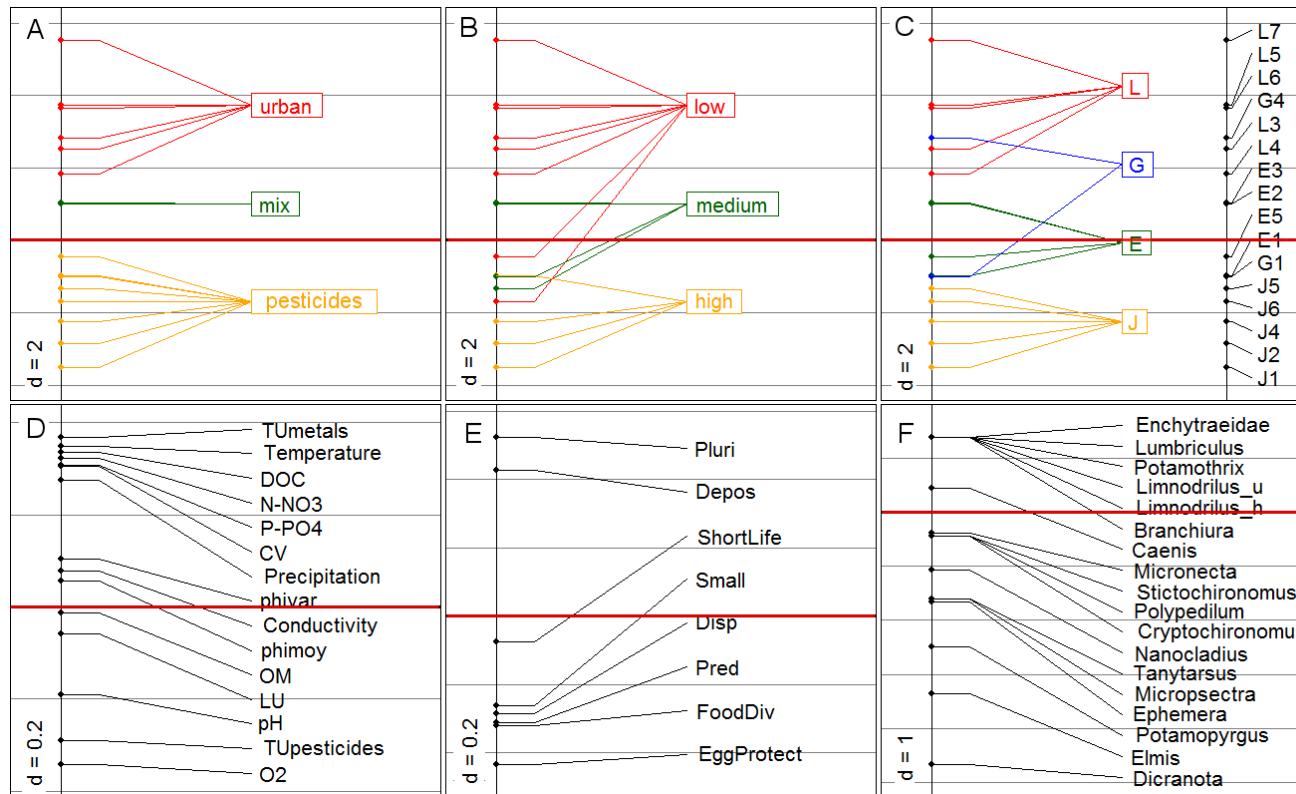 A
urban
mix
pesticides
d = 2
B
low
medium
high
d = 2
C
L
G
E
J
d = 2
L7
L5
L6
G4
L3
L4
E3
E2
E5
E1
G1
J5
J6
J4
J2
J1
D
TUmetals
Temperature
DOC
N-NO3
P-PO4
CV
Precipitation
phivar
Conductivity
phimoy
OM
LU
pH
TUpesticides
O2
d = 0.2
E
Pluri
Depos
ShortLife
Small
Disp
Pred
FoodDiv
EggProtect
d = 0.2
F
Enchytraeidae
Lumbriculus
Potamothrix
Limnodrilus_u
Limnodrilus_h
Branchiura
Caenis
Micronecta
Stictochironomus
Polypedilum
Cryptochironomu
Nanocladius
Tanytarsus
Micropsectra
Ephemera
Potamopyrgus
Elmis
Dicranota
d = 1